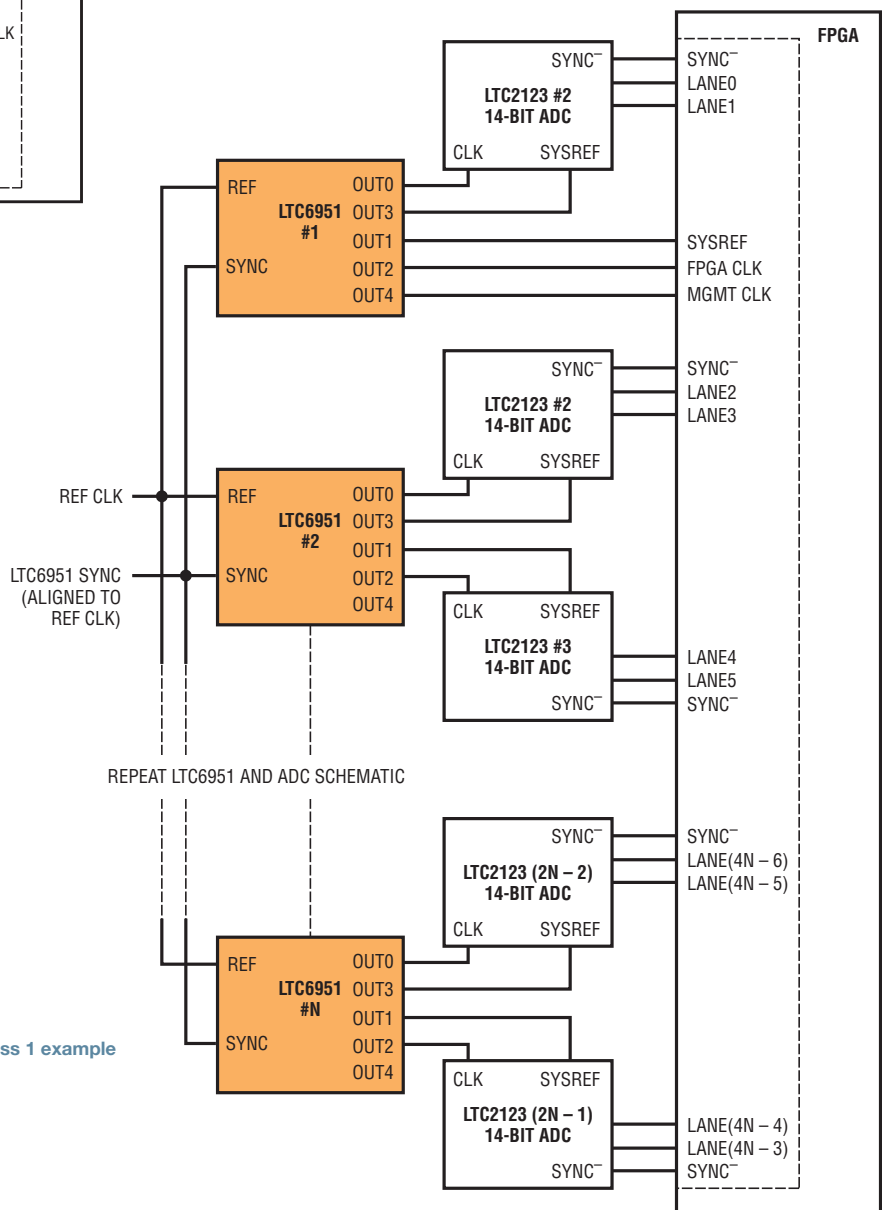 LK
FPGA
SYNC–
LTC2123 #2
14-BIT ADC
CLK SYSREF
SYNC–
LANE0
LANE1
REF
SYNC
LTC6951
#1
OUT0
OUT3
OUT1
OUT2
OUT4
SYSREF
FPGA CLK
MGMT CLK
SYNC–
LTC2123 #2
14-BIT ADC
CLK SYSREF
SYNC–
LANE2
LANE3
REF CLK
LTC6951 SYNC
(ALIGNED TO
REF CLK)
REF
SYNC
LTC6951
#2
OUT0
OUT3
OUT1
OUT2
OUT4
CLK SYSREF
LTC2123 #3
14-BIT ADC
SYNC–
LANE4
LANE5
SYNC–
REPEAT LTC6951 AND ADC SCHEMATIC
SYNC–
LTC2123 (2N – 2)
14-BIT ADC
CLK SYSREF
SYNC–
LANE(4N – 6)
LANE(4N – 5)
REF
SYNC
LTC6951
#N
OUT0
OUT3
OUT1
OUT2
OUT4
ss 1 example
CLK SYSREF
LTC2123 (2N – 1)
14-BIT ADC
SYNC–
LANE(4N – 4)
LANE(4N – 3)
SYNC–